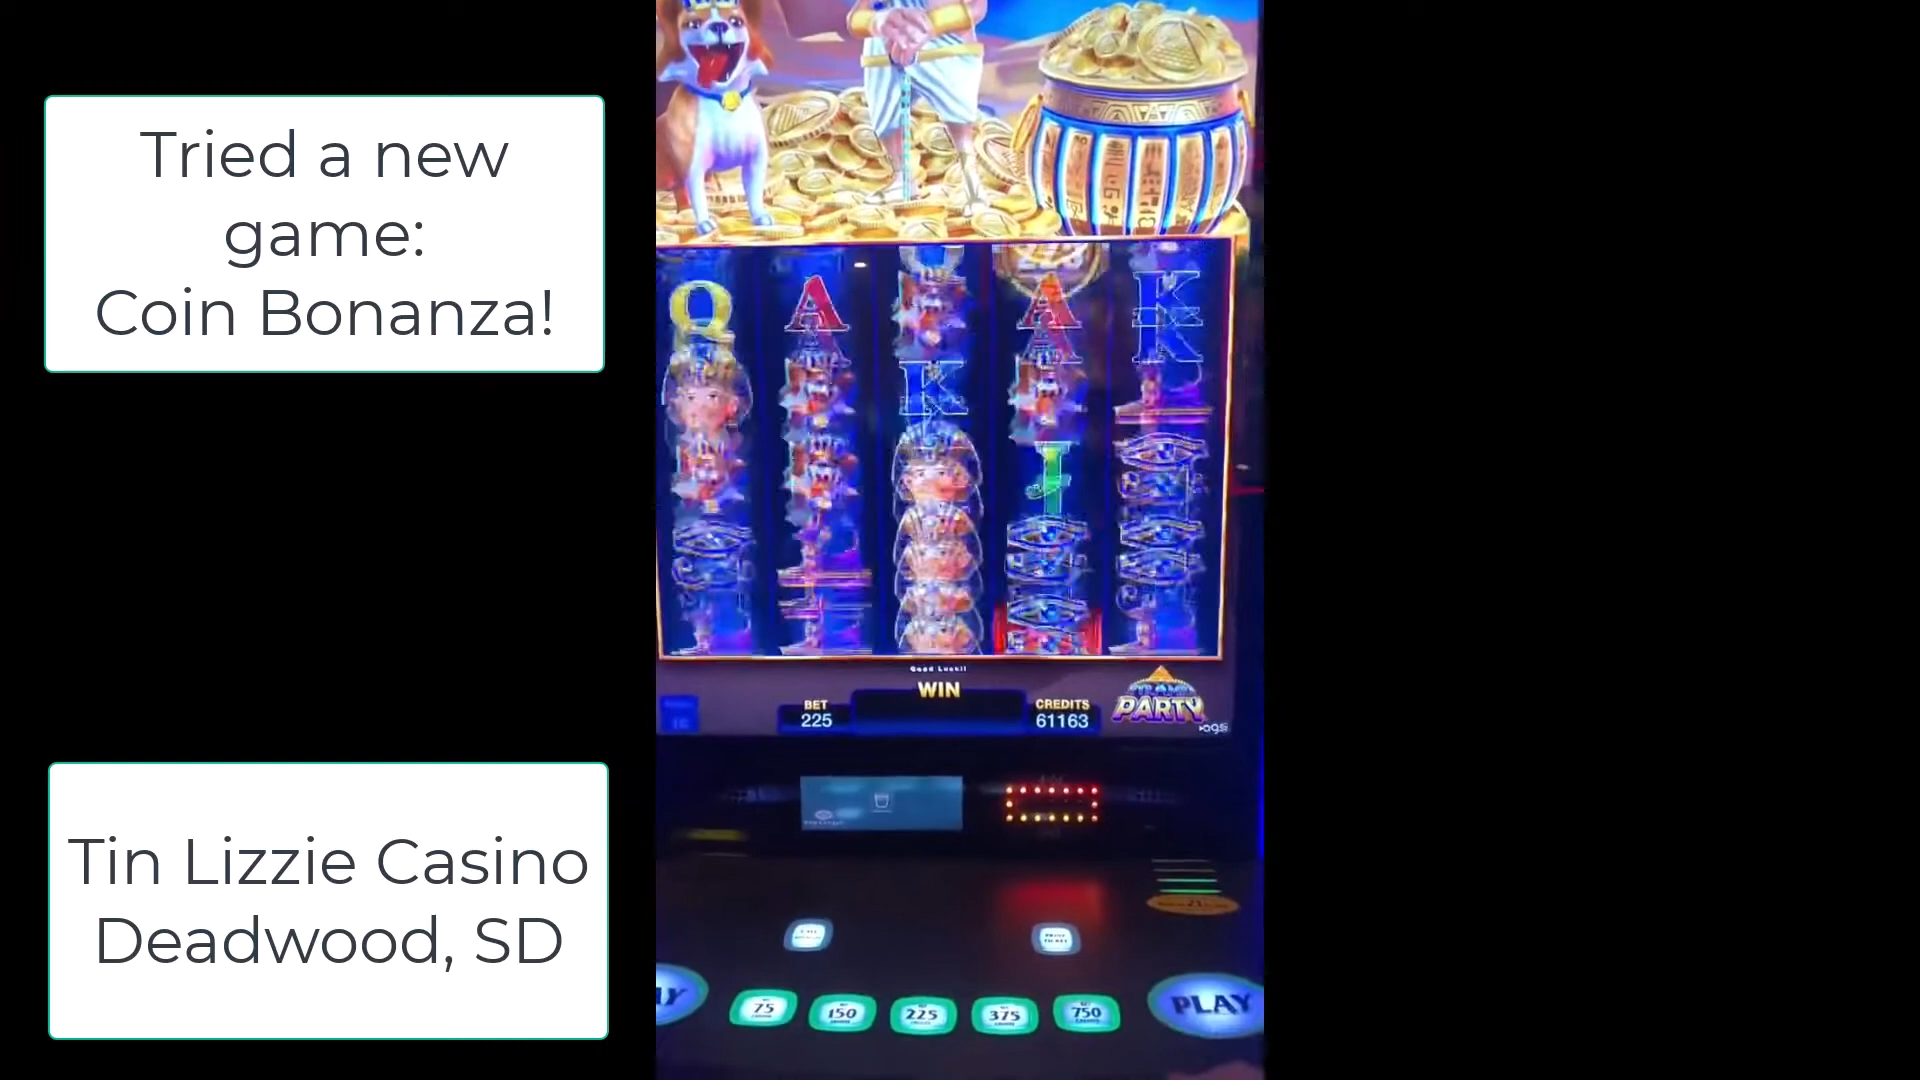 Tried a new
game:
Coin Bonanza!
Tin Lizzie Casino
Deadwood, SD
Q
A
A
K
K
J
Good Luck!!
WIN
BET
225
CREDITS
61163
PARTY
AGS
75
150
225
375
750
PLAY